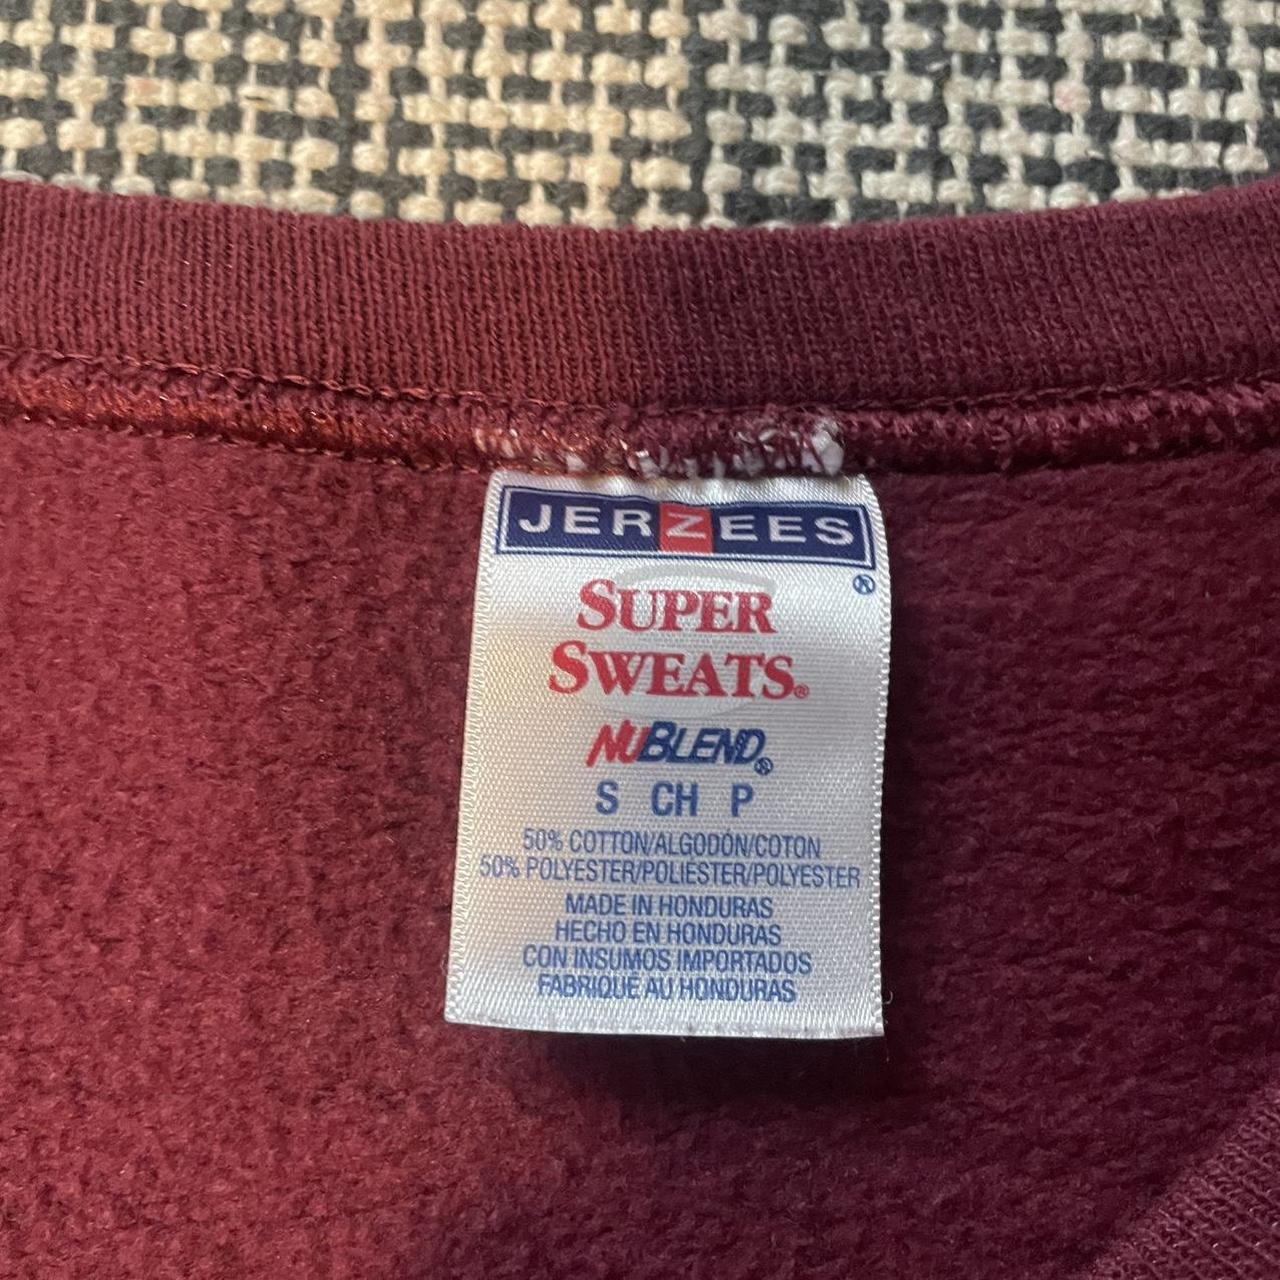 JERZEES
®
SUPER
SWEATS®
NUBLEND®
S CH P
50% COTTON/ALGODÓN/COTON
50% POLYESTER/POLIÉSTER/POLYESTER
MADE IN HONDURAS
HECHO EN HONDURAS
CON INSUMOS IMPORTADOS
FABRIQUÉ AU HONDURAS